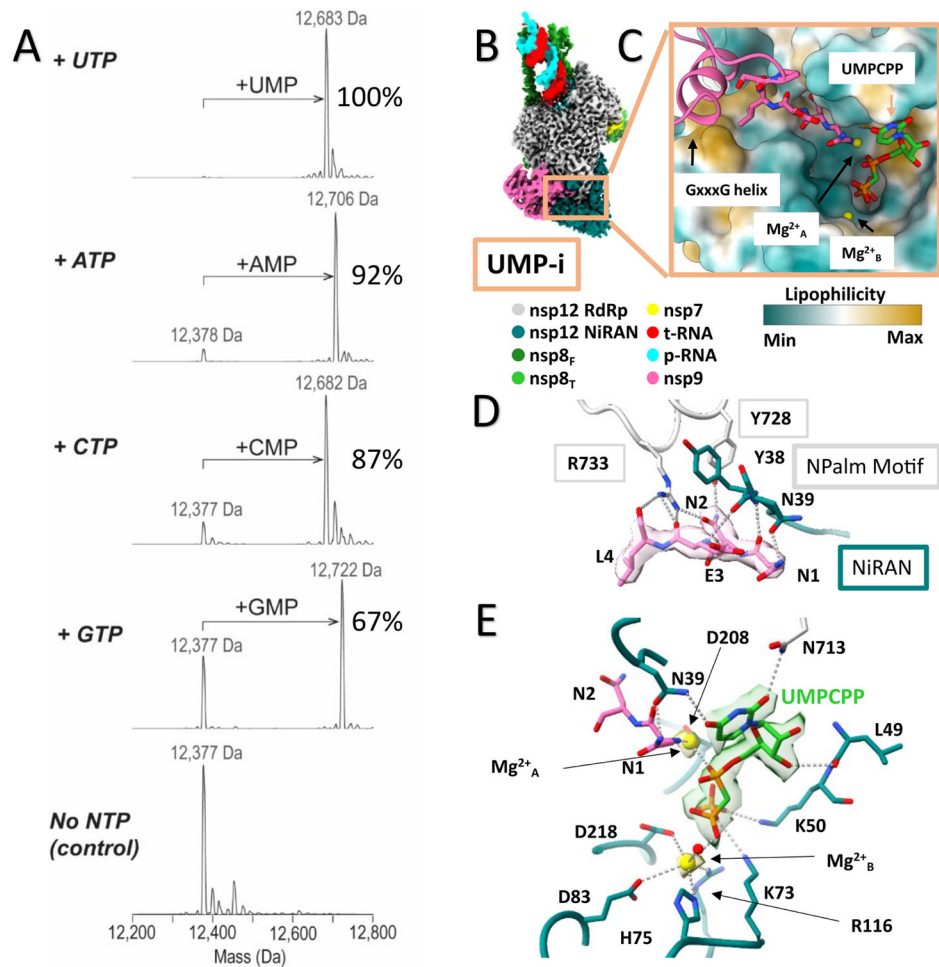 A
+ UTP
12,683 Da
+UMP
100%
+ ATP
12,706 Da
+AMP
92%
12,378 Da
+ CTP
12,682 Da
+CMP
87%
12,377 Da
+ GTP
12,722 Da
+GMP
67%
12,377 Da
No NTP
(control)
12,377 Da
12,200 12,400 12,600 12,800
Mass (Da)
B
UMP-i
nsp12 RdRp
nsp12 NiRAN
nsp8F
nsp8T
nsp7
t-RNA
p-RNA
nsp9
C
UMPCPP
GxxxG helix
Mg2+A
Mg2+B
Lipophilicity
Min Max
D
Y728
R733
Y38
NPalm Motif
N2
N39
L4
E3
N1
NiRAN
E
D208
N713
N39
UMPCPP
N2
L49
Mg2+A
N1
K50
D218
Mg2+B
D83
K73
H75
R116